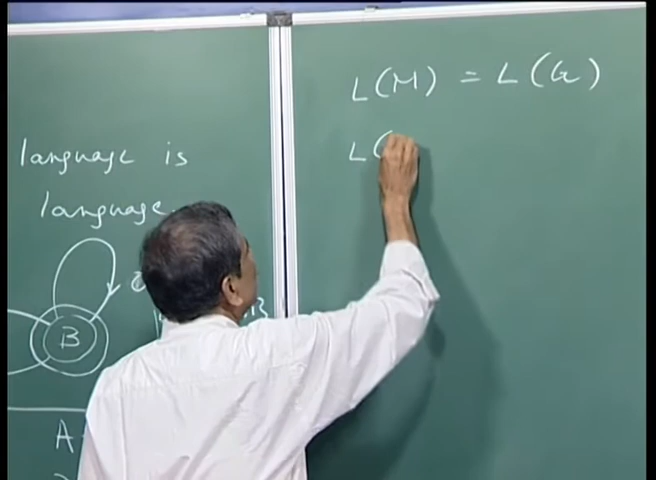 language is
language.
B
A
L(M) = L(G)
L(